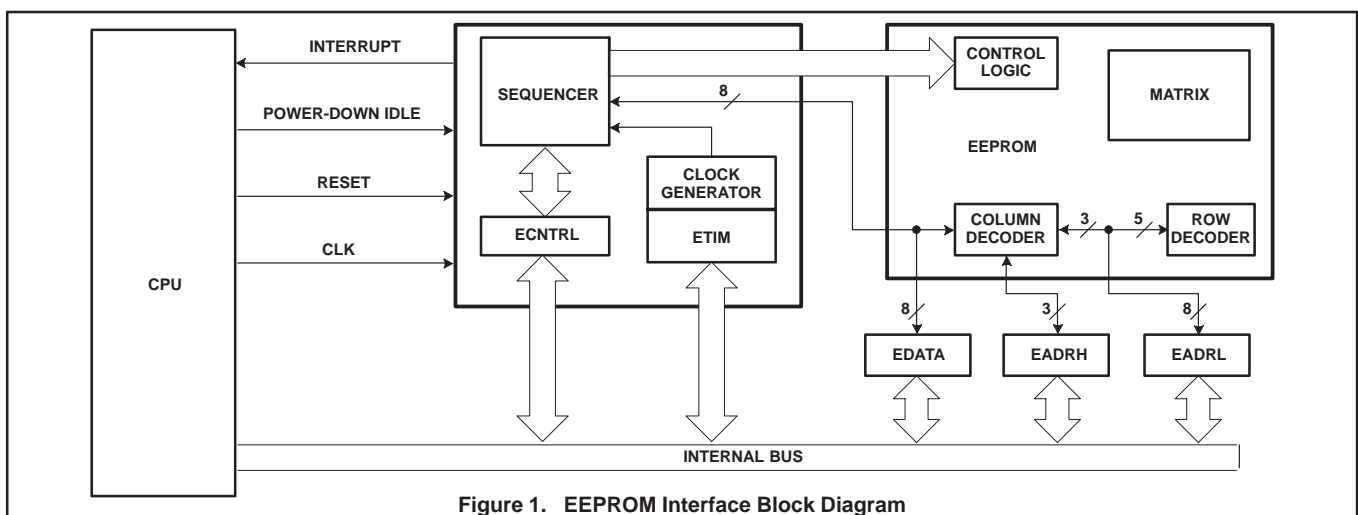 CPU
INTERRUPT
POWER-DOWN IDLE
RESET
CLK
SEQUENCER
8
CLOCK
GENERATOR
ECNTRL
ETIM
CONTROL
LOGIC
MATRIX
EEPROM
COLUMN
DECODER
3
5
ROW
DECODER
8
3
8
EDATA
EADRH
EADRL
INTERNAL BUS
Figure 1. EEPROM Interface Block Diagram